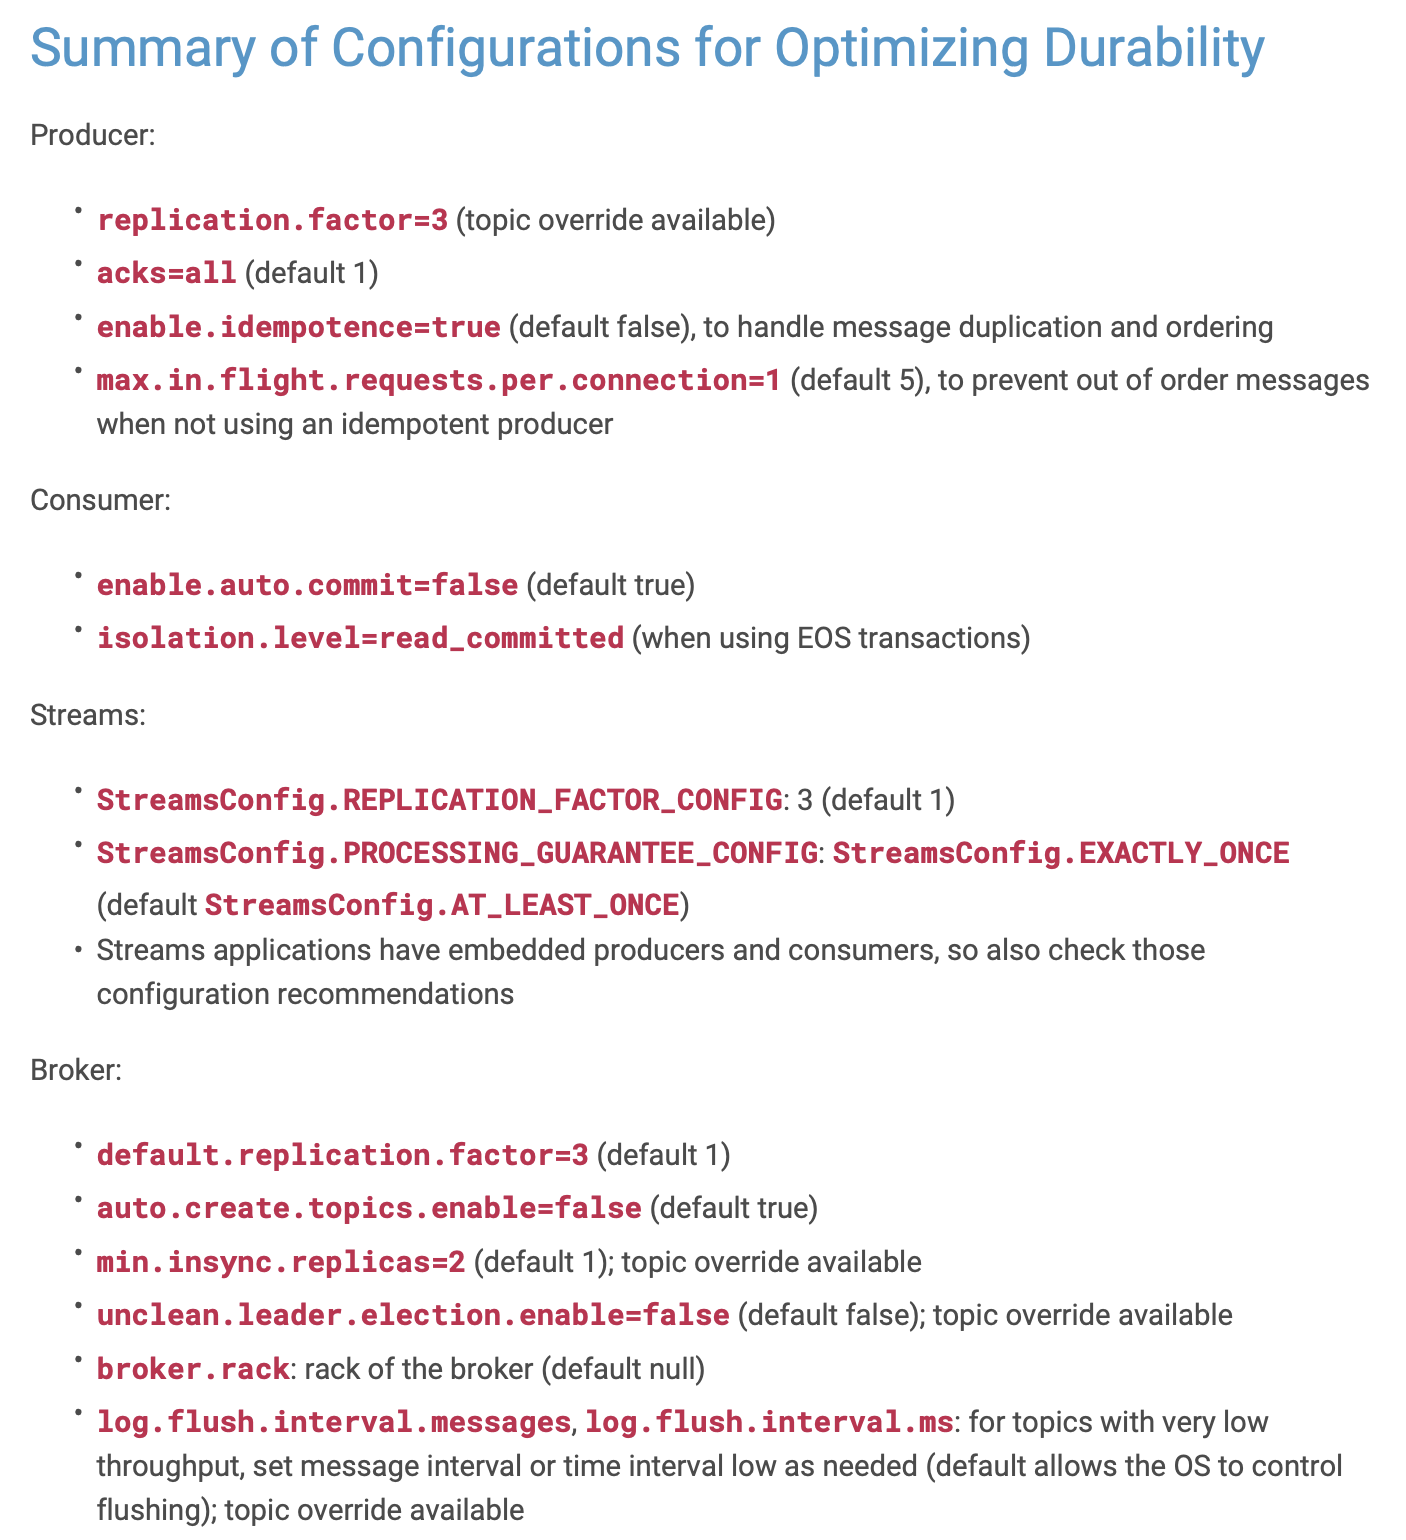 Summary of Configurations for Optimizing Durability
Producer:
• replication.factor=3 (topic override available)
• acks=all (default 1)
• enable.idempotence=true (default false), to handle message duplication and ordering
• max.in.flight.requests.per.connection=1 (default 5), to prevent out of order messages
when not using an idempotent producer
Consumer:
• enable.auto.commit=false (default true)
• isolation.level=read_committed (when using EOS transactions)
Streams:
• StreamsConfig.REPLICATION_FACTOR_CONFIG: 3 (default 1)
• StreamsConfig.PROCESSING_GUARANTEE_CONFIG: StreamsConfig.EXACTLY_ONCE
(default StreamsConfig.AT_LEAST_ONCE)
• Streams applications have embedded producers and consumers, so also check those
configuration recommendations
Broker:
• default.replication.factor=3 (default 1)
• auto.create.topics.enable=false (default true)
• min.insync.replicas=2 (default 1); topic override available
• unclean.leader.election.enable=false (default false); topic override available
• broker.rack: rack of the broker (default null)
• log.flush.interval.messages, log.flush.interval.ms: for topics with very low
throughput, set message interval or time interval low as needed (default allows the OS to control
flushing); topic override available